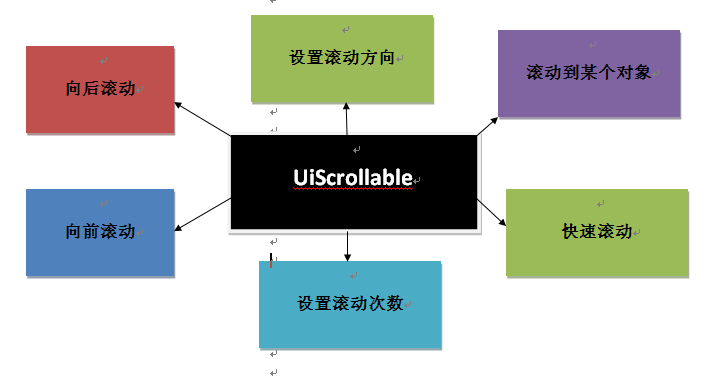 设置滚动方向
滚动到某个对象
向后滚动
UiScrollable
向前滚动
快速滚动
设置滚动次数